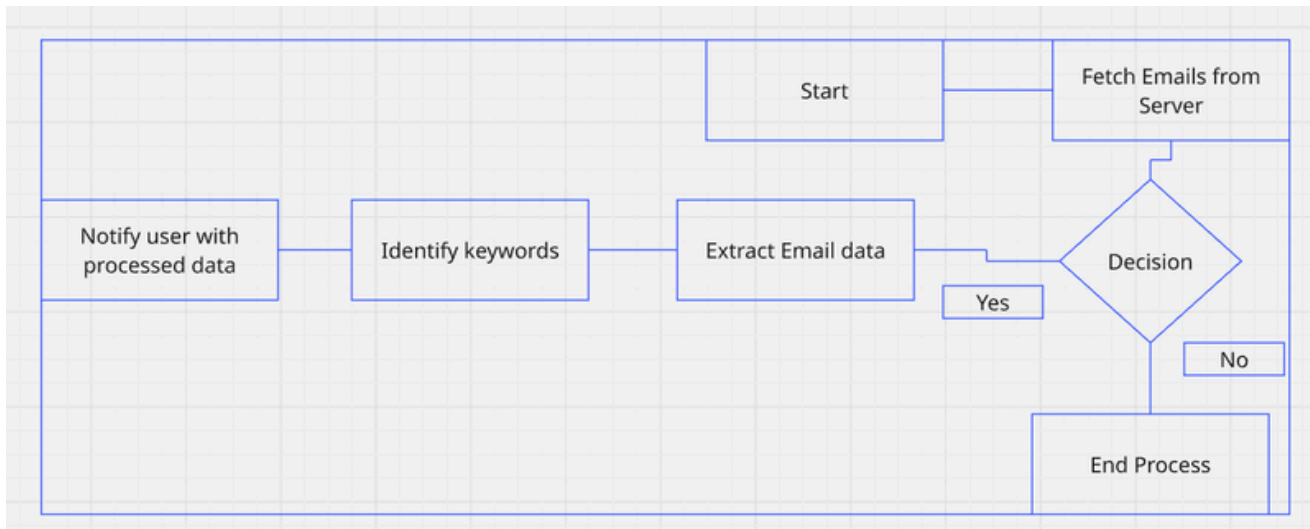 Start
Fetch Emails from
Server
Notify user with
processed data
Identify keywords
Extract Email data
Decision
Yes
No
End Process